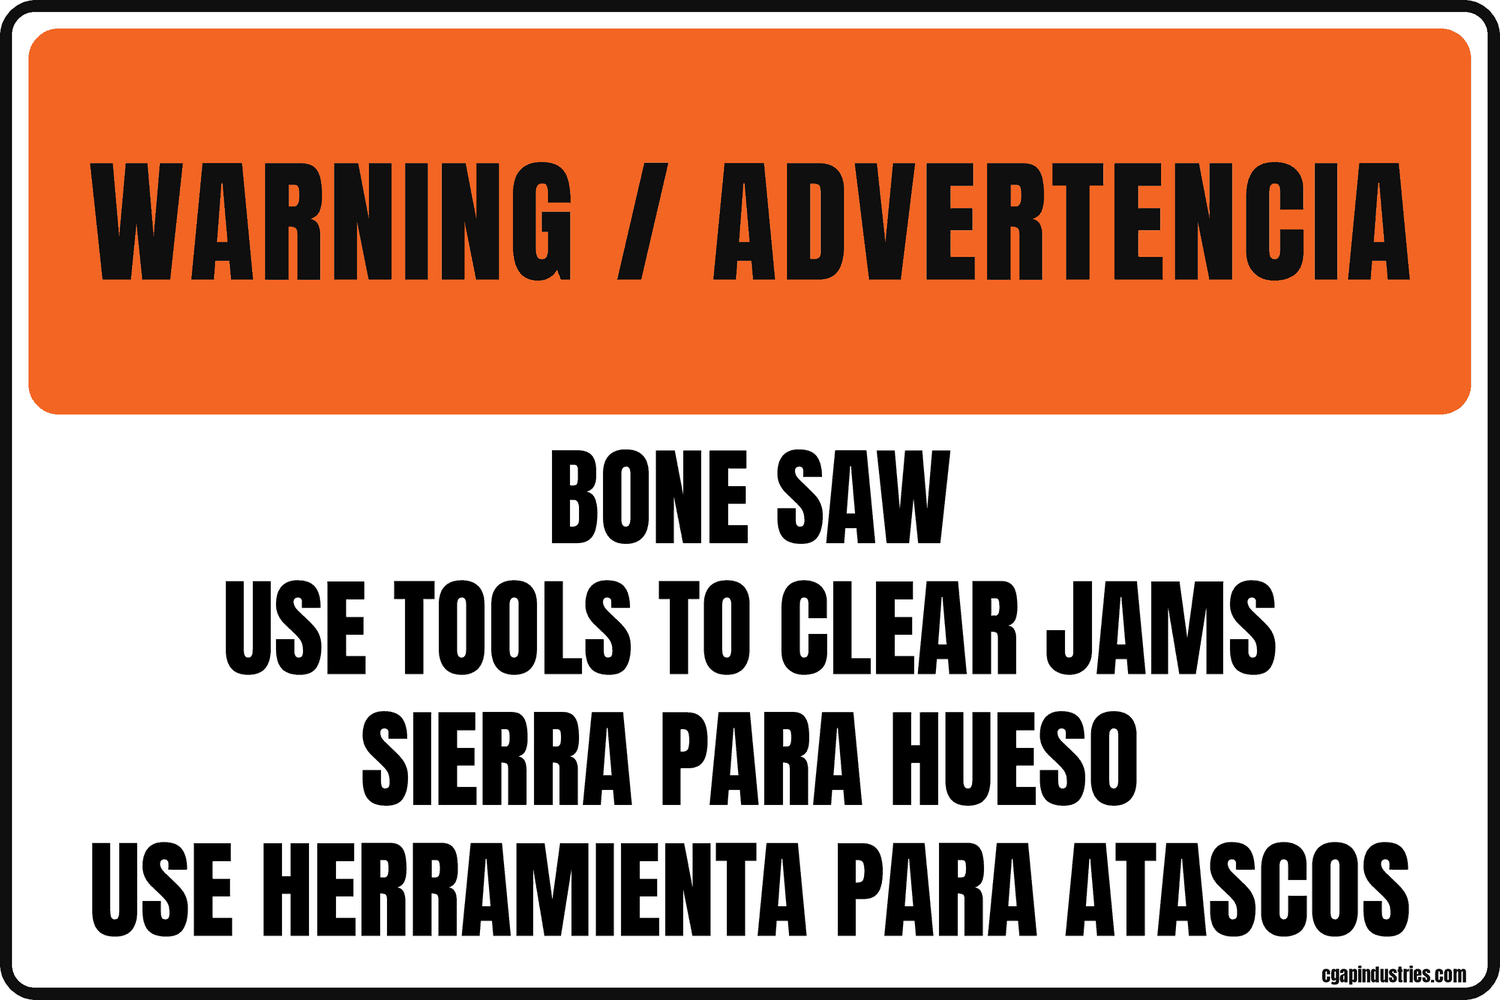 WARNING / ADVERTENCIA
BONE SAW
USE TOOLS TO CLEAR JAMS
SIERRA PARA HUESO
USE HERRAMIENTA PARA ATASCOS
cgapindustries.com